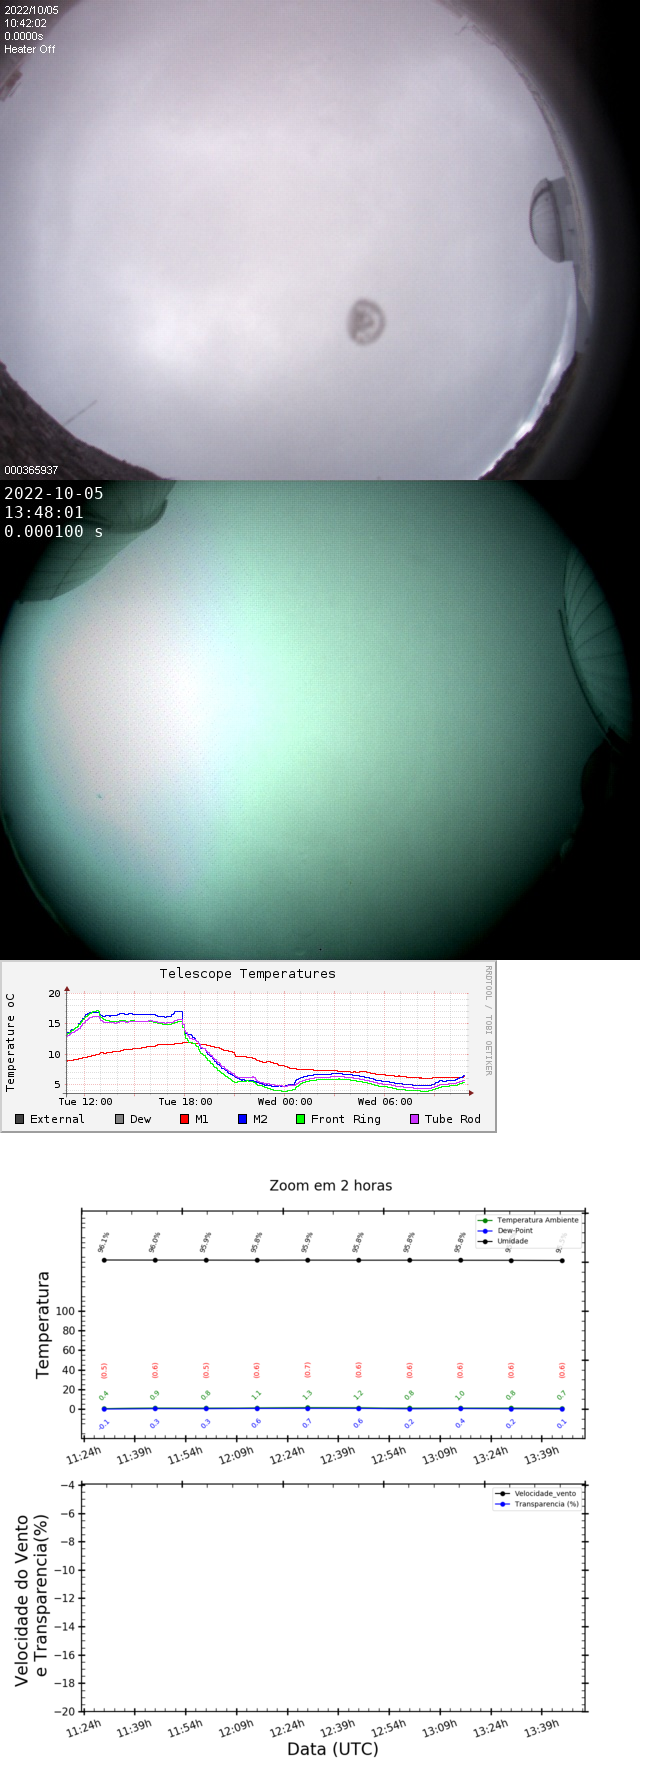 2022/10/05
10:42:02
0.0000s
Heater Off
000365937
2022-10-05
13:48:01
0.000100 s
Telescope Temperatures
RRDTOOL / TOBI OETIKER
Temperature oC
20
15
10
5
Tue 12:00 Tue 18:00 Wed 00:00 Wed 06:00
External Dew M1 M2 Front Ring Tube Rod
Zoom em 2 horas
Temperatura Ambiente
Dew-Point
Umidade
96.1% 96.0% 95.9% 95.8% 95.9% 95.8% 95.8% 95.8%
Temperatura
100
80
60
40
20
0
(0.5) (0.6) (0.5) (0.6) (0.7) (0.6) (0.6) (0.6) (0.6) (0.6)
0.4 0.9 0.8 1.1 1.3 1.2 0.8 1.0 0.8 0.7
-0.1 0.3 0.3 0.6 0.7 0.6 0.2 0.4 0.2 0.1
11:24h 11:39h 11:54h 12:09h 12:24h 12:39h 12:54h 13:09h 13:24h 13:39h
Velocidade_vento
Transparencia (%)
Velocidade do Vento
e Transparencia(%)
−4
−6
−8
−10
−12
−14
−16
−18
−20
11:24h 11:39h 11:54h 12:09h 12:24h 12:39h 12:54h 13:09h 13:24h 13:39h
Data (UTC)